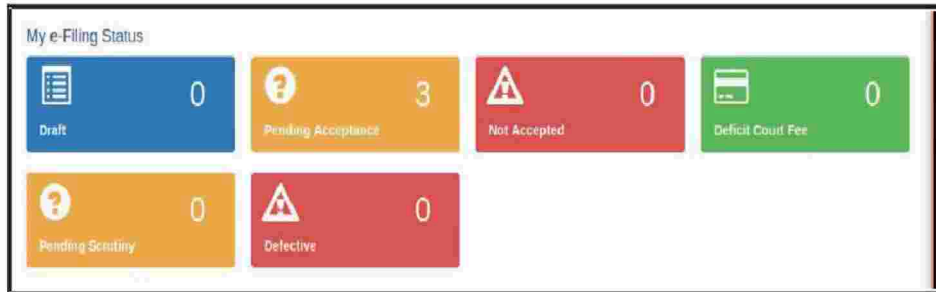 My e-Filing Status
0
Draft
3
Pending Acceptance
0
Not Accepted
0
Deficit Court Fee
0
Pending Scrutiny
0
Defective